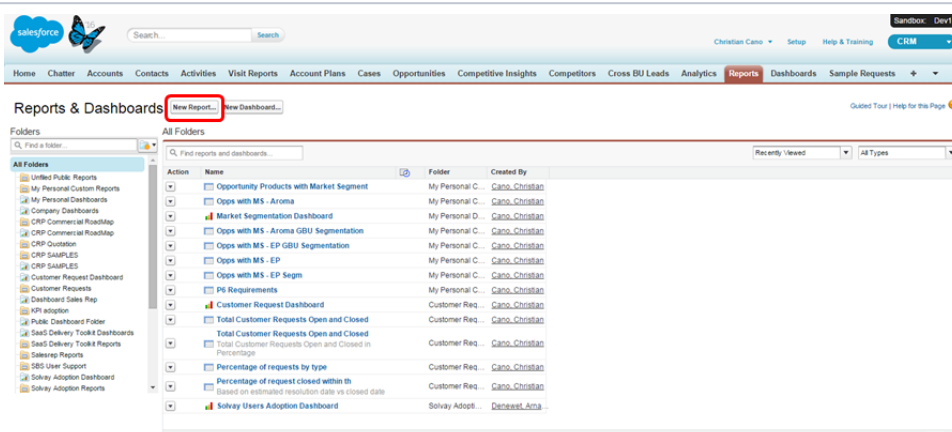 Sandbox: Dev1
salesforce '16 Search... Search Christian Cano Setup Help & Training CRM
Home Chatter Accounts Contacts Activities Visit Reports Account Plans Cases Opportunities Competitive Insights Competitors Cross BU Leads Analytics Reports Dashboards Sample Requests +
Reports & Dashboards New Report... New Dashboard... Guided Tour | Help for this Page
Folders
Find a folder...
All Folders
Unfiled Public Reports
My Personal Custom Reports
My Personal Dashboards
Company Dashboards
CRP Commercial RoadMap
CRP Commercial RoadMap
CRP Quotation
CRP SAMPLES
CRP SAMPLES
Customer Request Dashboard
Customer Requests
Dashboard Sales Rep
KPI adoption
Public Dashboard Folder
SaaS Delivery Toolkit Dashboards
SaaS Delivery Toolkit Reports
Salesrep Reports
SBS User Support
Solvay Adoption Dashboard
Solvay Adoption Reports
All Folders
Find reports and dashboards... Recently Viewed All Types
Action Name Folder Created By
Opportunity Products with Market Segment My Personal C... Cano, Christian
Opps with MS - Aroma My Personal C... Cano, Christian
Market Segmentation Dashboard My Personal D... Cano, Christian
Opps with MS - Aroma GBU Segmentation My Personal C... Cano, Christian
Opps with MS - EP GBU Segmentation My Personal C... Cano, Christian
Opps with MS - EP My Personal C... Cano, Christian
Opps with MS - EP Segm My Personal C... Cano, Christian
P6 Requirements My Personal C... Cano, Christian
Customer Request Dashboard Customer Req... Cano, Christian
Total Customer Requests Open and Closed Customer Req... Cano, Christian
Total Customer Requests Open and Closed
Total Customer Requests Open and Closed in Customer Req... Cano, Christian
Percentage
Percentage of requests by type Customer Req... Cano, Christian
Percentage of request closed within th Customer Req... Cano, Christian
Based on estimated resolution date vs closed date
Solvay Users Adoption Dashboard Solvay Adopti... Denewet, Ama...